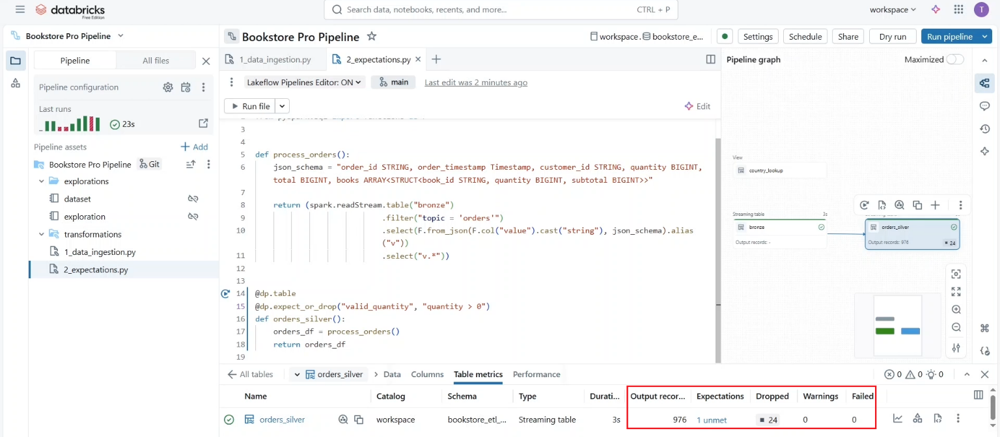 databricks
Free Edition
Search data, notebooks, recents, and more...
CTRL + P
workspace
T
Bookstore Pro Pipeline
Bookstore Pro Pipeline
workspace . bookstore_e...
Settings
Schedule
Share
Dry run
Run pipeline
Pipeline
All files
Pipeline configuration
Last runs
23s
Pipeline assets
Add
Bookstore Pro Pipeline
Git
explorations
dataset
exploration
transformations
1_data_ingestion.py
2_expectations.py
1_data_ingestion.py
2_expectations.py
Lakeflow Pipelines Editor: ON
main
Last edit was 2 minutes ago
Run file
Edit
3
4
5 def process_orders():
6 json_schema = "order_id STRING, order_timestamp Timestamp, customer_id STRING, quantity BIGINT,
total BIGINT, books ARRAY<STRUCT<book_id STRING, quantity BIGINT, subtotal BIGINT>>"
7
8 return (spark.readStream.table("bronze")
9 .filter("topic = 'orders'")
10 .select(F.from_json(F.col("value").cast("string"), json_schema).alias
("v"))
11 .select("v.*"))
12
13
14 @dp.table
15 @dp.expect_or_drop("valid_quantity", "quantity > 0")
16 def orders_silver():
17 orders_df = process_orders()
18 return orders_df
19
Pipeline graph
Maximized
View
country_lookup
Streaming table 3s
bronze
Output records: -
orders_silver
Output records: 976
24
All tables
orders_silver
Data
Columns
Table metrics
Performance
0 0 0
Name Catalog Schema Type Durati... Output recor... Expectations Dropped Warnings Failed
orders_silver workspace bookstore_etl_... Streaming table 3s 976 1 unmet 24 0 0